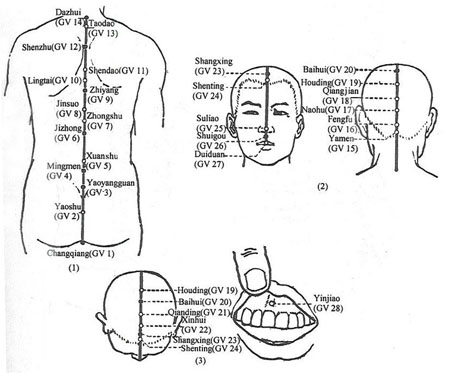 Dazhui
(GV 14)
Taodao
(GV 13)
Shenzhu(GV 12)
Shendao(GV 11)
Lingtai(GV 10)
Zhiyang
(GV 9)
Jinsuo
(GV 8)
Zhongshu
(GV 7)
Jizhong
(GV 6)
Xuanshu
(GV 5)
Mingmen
(GV 4)
Yaoyangguan
(GV 3)
Yaoshu
(GV 2)
Changqiang(GV 1)
(1)
Shangxing
(GV 23)
Shenting
(GV 24)
Suliao
(GV 25)
Shuigou
(GV 26)
Duiduan
(GV 27)
Baihui(GV 20)
Houding(GV 19)
Qiangjian
(GV 18)
Naohu(GV 17)
Fengfu
(GV 16)
Yamen
(GV 15)
(2)
Houding(GV 19)
Baihui(GV 20)
Qianding(GV 21)
Xinhui
(GV 22)
Shangxing(GV 23)
Shenting(GV 24)
(3)
Yinjiao
(GV 28)